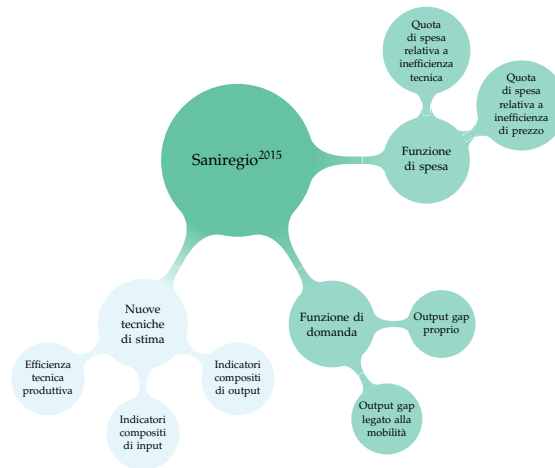 Quota
di spesa
relativa a
inefficienza
tecnica
Quota
di spesa
relativa a
inefficienza
di prezzo
Saniregio²⁰¹⁵
Funzione
di spesa
Nuove
tecniche
di stima
Funzione di
domanda
Output gap
proprio
Efficienza
tecnica
produttiva
Indicatori
compositi
di output
Indicatori
compositi
di input
Output gap
legato alla
mobilità